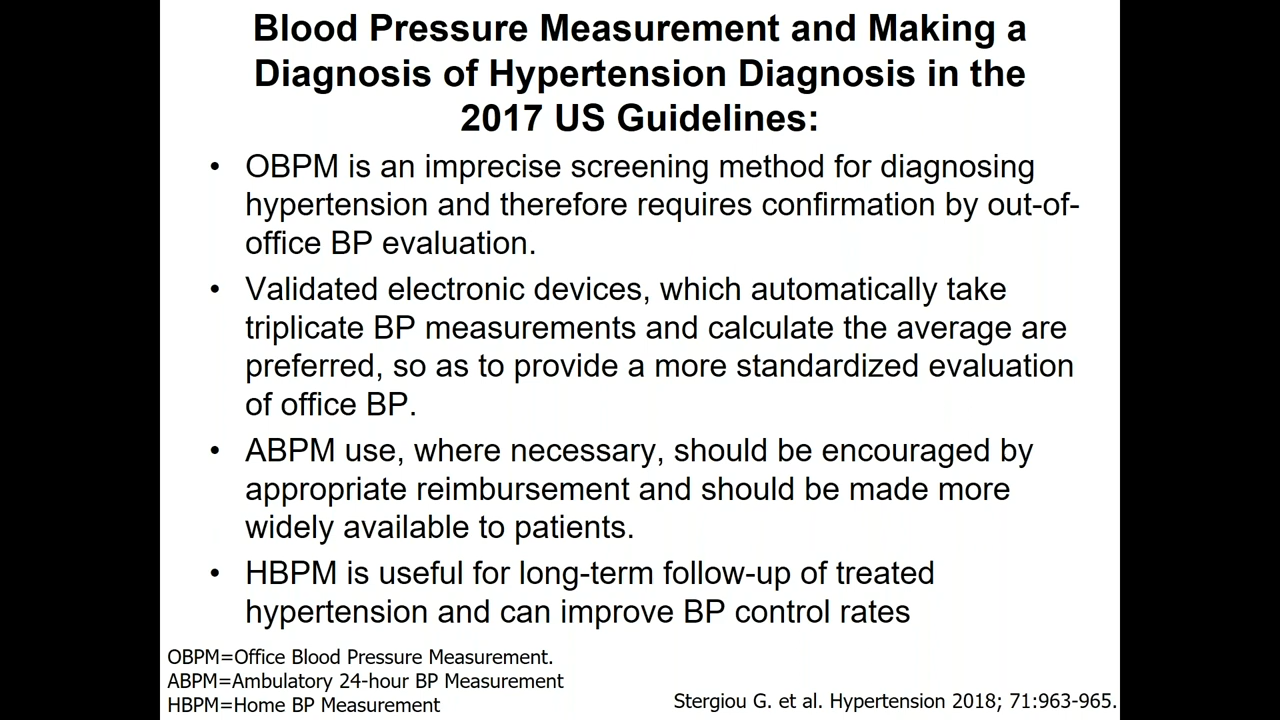 Blood Pressure Measurement and Making a
Diagnosis of Hypertension Diagnosis in the
2017 US Guidelines:
• OBPM is an imprecise screening method for diagnosing
hypertension and therefore requires confirmation by out-of-
office BP evaluation.
• Validated electronic devices, which automatically take
triplicate BP measurements and calculate the average are
preferred, so as to provide a more standardized evaluation
of office BP.
• ABPM use, where necessary, should be encouraged by
appropriate reimbursement and should be made more
widely available to patients.
• HBPM is useful for long-term follow-up of treated
hypertension and can improve BP control rates
OBPM=Office Blood Pressure Measurement.
ABPM=Ambulatory 24-hour BP Measurement
HBPM=Home BP Measurement
Stergiou G. et al. Hypertension 2018; 71:963-965.